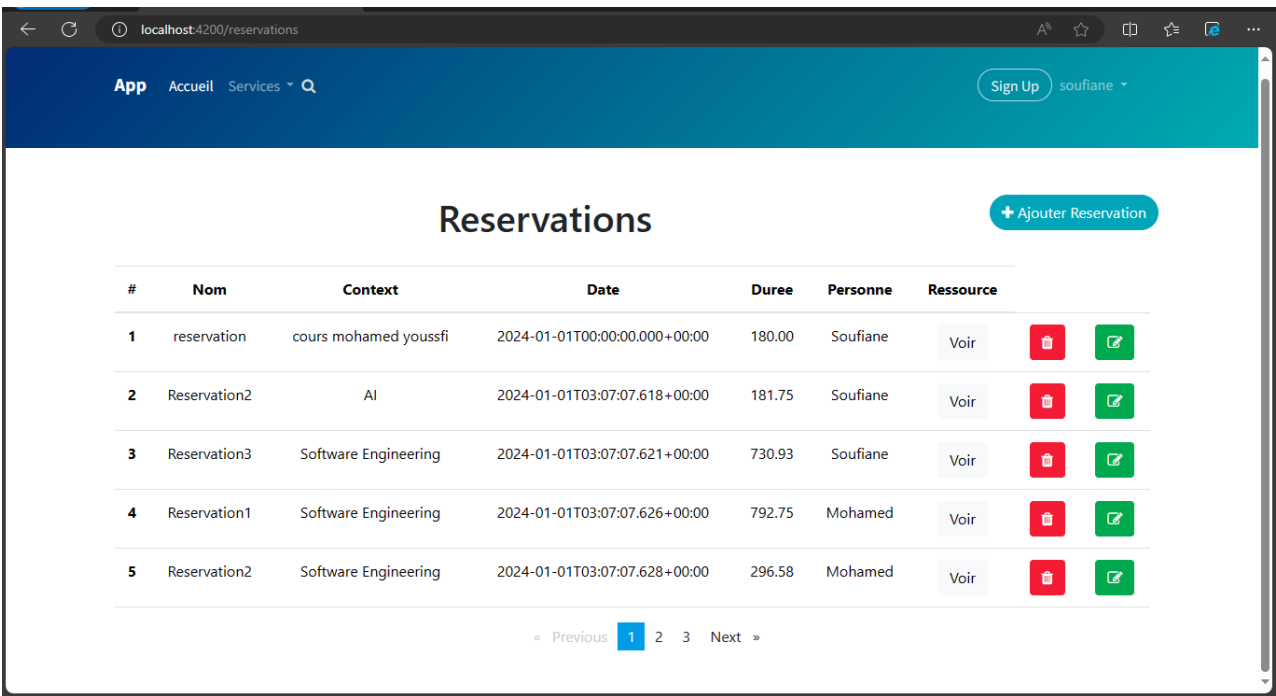 localhost:4200/reservations
App Accueil Services Sign Up soufiane
Reservations + Ajouter Reservation
# Nom Context Date Duree Personne Ressource
1 reservation cours mohamed youssfi 2024-01-01T00:00:00.000+00:00 180.00 Soufiane Voir
2 Reservation2 AI 2024-01-01T03:07:07.618+00:00 181.75 Soufiane Voir
3 Reservation3 Software Engineering 2024-01-01T03:07:07.621+00:00 730.93 Soufiane Voir
4 Reservation1 Software Engineering 2024-01-01T03:07:07.626+00:00 792.75 Mohamed Voir
5 Reservation2 Software Engineering 2024-01-01T03:07:07.628+00:00 296.58 Mohamed Voir
« Previous 1 2 3 Next »